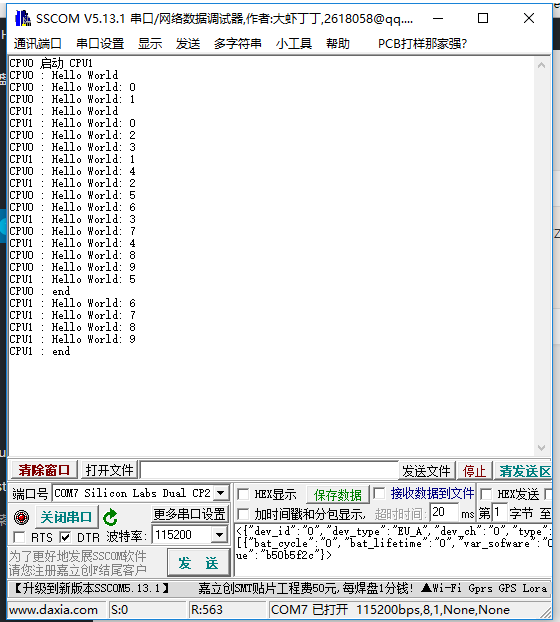 SSCOM V5.13.1 串口/网络数据调试器,作者:大虾丁丁,2618058@qq....
通讯端口 串口设置 显示 发送 多字符串 小工具 帮助 PCB打样那家强?
CPU0 启动 CPU1
CPU0 : Hello World
CPU0 : Hello World: 0
CPU0 : Hello World: 1
CPU1 : Hello World
CPU1 : Hello World: 0
CPU0 : Hello World: 2
CPU0 : Hello World: 3
CPU1 : Hello World: 1
CPU0 : Hello World: 4
CPU1 : Hello World: 2
CPU0 : Hello World: 5
CPU0 : Hello World: 6
CPU1 : Hello World: 3
CPU0 : Hello World: 7
CPU1 : Hello World: 4
CPU0 : Hello World: 8
CPU0 : Hello World: 9
CPU1 : Hello World: 5
CPU0 : end
CPU1 : Hello World: 6
CPU1 : Hello World: 7
CPU1 : Hello World: 8
CPU1 : Hello World: 9
CPU1 : end
清除窗口 打开文件 发送文件 停止 清发送区
端口号 COM7 Silicon Labs Dual CP2 HEX显示 保存数据 接收数据到文件 HEX发送
关闭串口 更多串口设置 加时间戳和分包显示, 超时时间: 20 ms 第 1 字节 至
RTS DTR 波特率: 115200
<{"dev_id":"0","dev_type":"EU_A","dev_ch":"0","type":
[{"bat_cycle":"0","bat_lifetime":"0","var_sofware":"0
ue":"b50b5f2c"}>
为了更好地发展SSCOM软件
请您注册嘉立创F结尾客户
发 送
【升级到新版本SSCOM5.13.1】 嘉立创SMT贴片工程费50元, 每焊盘1分钱! ▲Wi-Fi Gprs GPS Lora
www.daxia.com S:0 R:563 COM7 已打开 115200bps,8,1,None,None